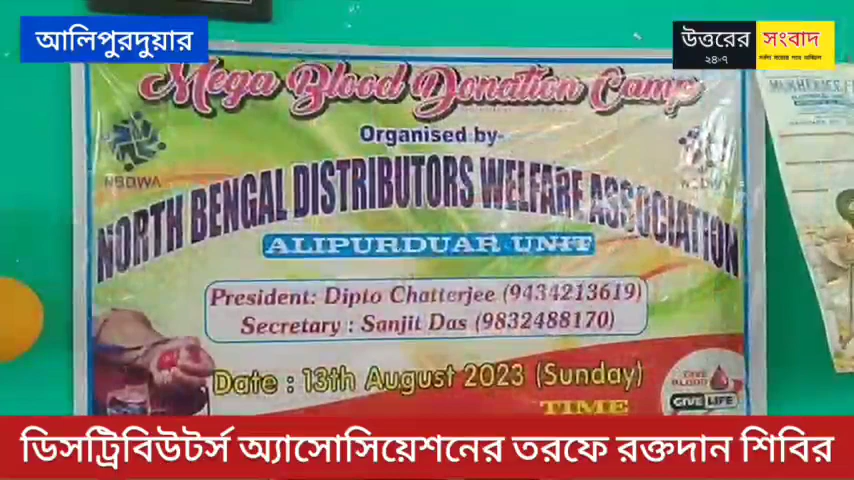 আলিপুরদুয়ার
উত্তরের সংবাদ
২৪×৭
Mega Blood Donation Camp
Organised by-
NBDWA
NORTH BENGAL DISTRIBUTORS WELFARE ASSOCIATION
ALIPURDUAR UNIT
President: Dipto Chatterjee (9434213619)
Secretary : Sanjit Das (9832488170)
Date : 13th August 2023 (Sunday)
TIME
GIVE
BLOOD
GIVE LIFE
ডিসট্রিবিউটর্স অ্যাসোসিয়েশনের তরফে রক্তদান শিবির